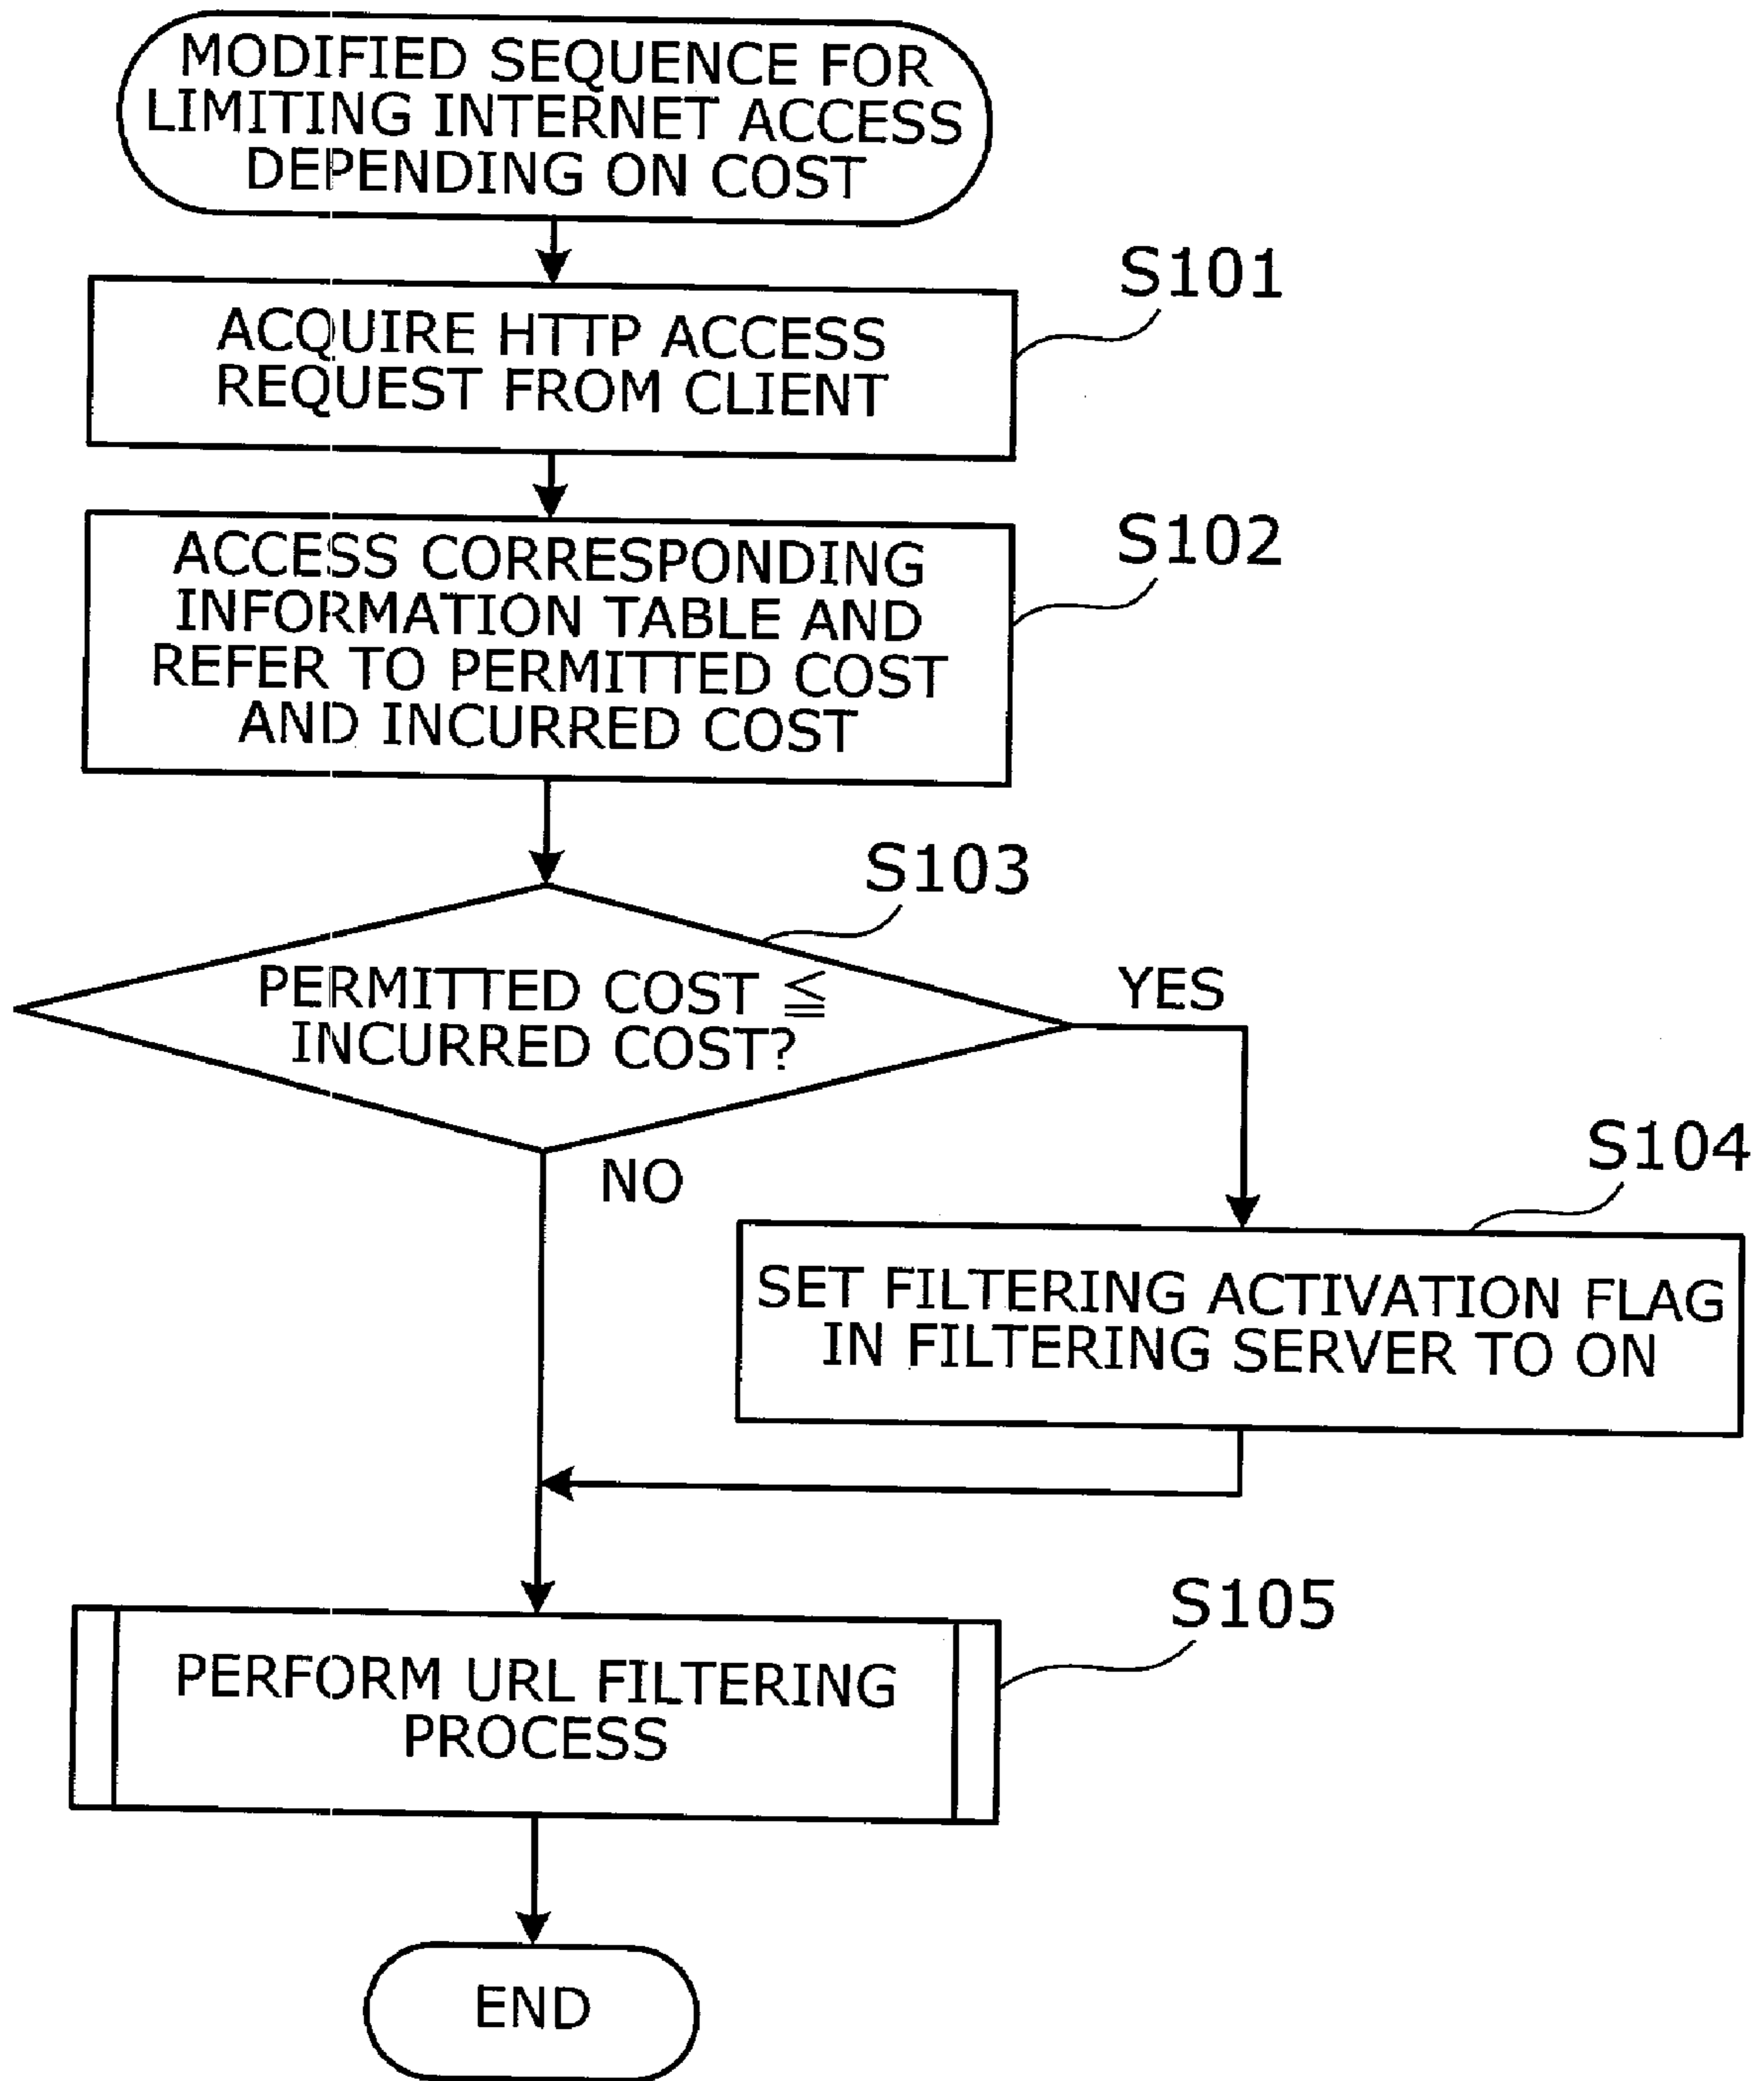 MODIFIED SEQUENCE FOR
LIMITING INTERNET ACCESS
DEPENDING ON COST
S101
ACQUIRE HTTP ACCESS
REQUEST FROM CLIENT
S102
ACCESS CORRESPONDING
INFORMATION TABLE AND
REFER TO PERMITTED COST
AND INCURRED COST
S103
PERMITTED COST ≦
INCURRED COST?
YES
NO
S104
SET FILTERING ACTIVATION FLAG
IN FILTERING SERVER TO ON
S105
PERFORM URL FILTERING
PROCESS
END